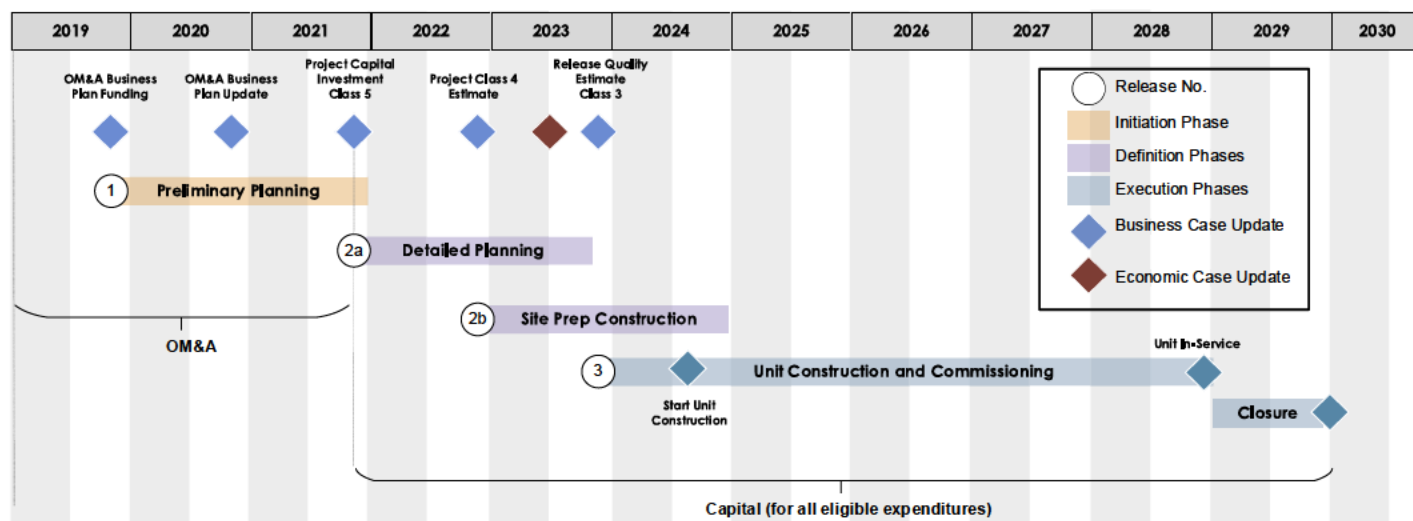 2019 2020 2021 2022 2023 2024 2025 2026 2027 2028 2029 2030
OM&A Business
Plan Funding
OM&A Business
Plan Update
Project Capital
Investment
Class 5
Project Class 4
Estimate
Release Quality
Estimate
Class 3
Release No.
Initiation Phase
Definition Phases
Execution Phases
Business Case Update
Economic Case Update
1 Preliminary Planning
2a Detailed Planning
2b Site Prep Construction
OM&A
Unit In-Service
3 Unit Construction and Commissioning
Start Unit
Construction
Closure
Capital (for all eligible expenditures)